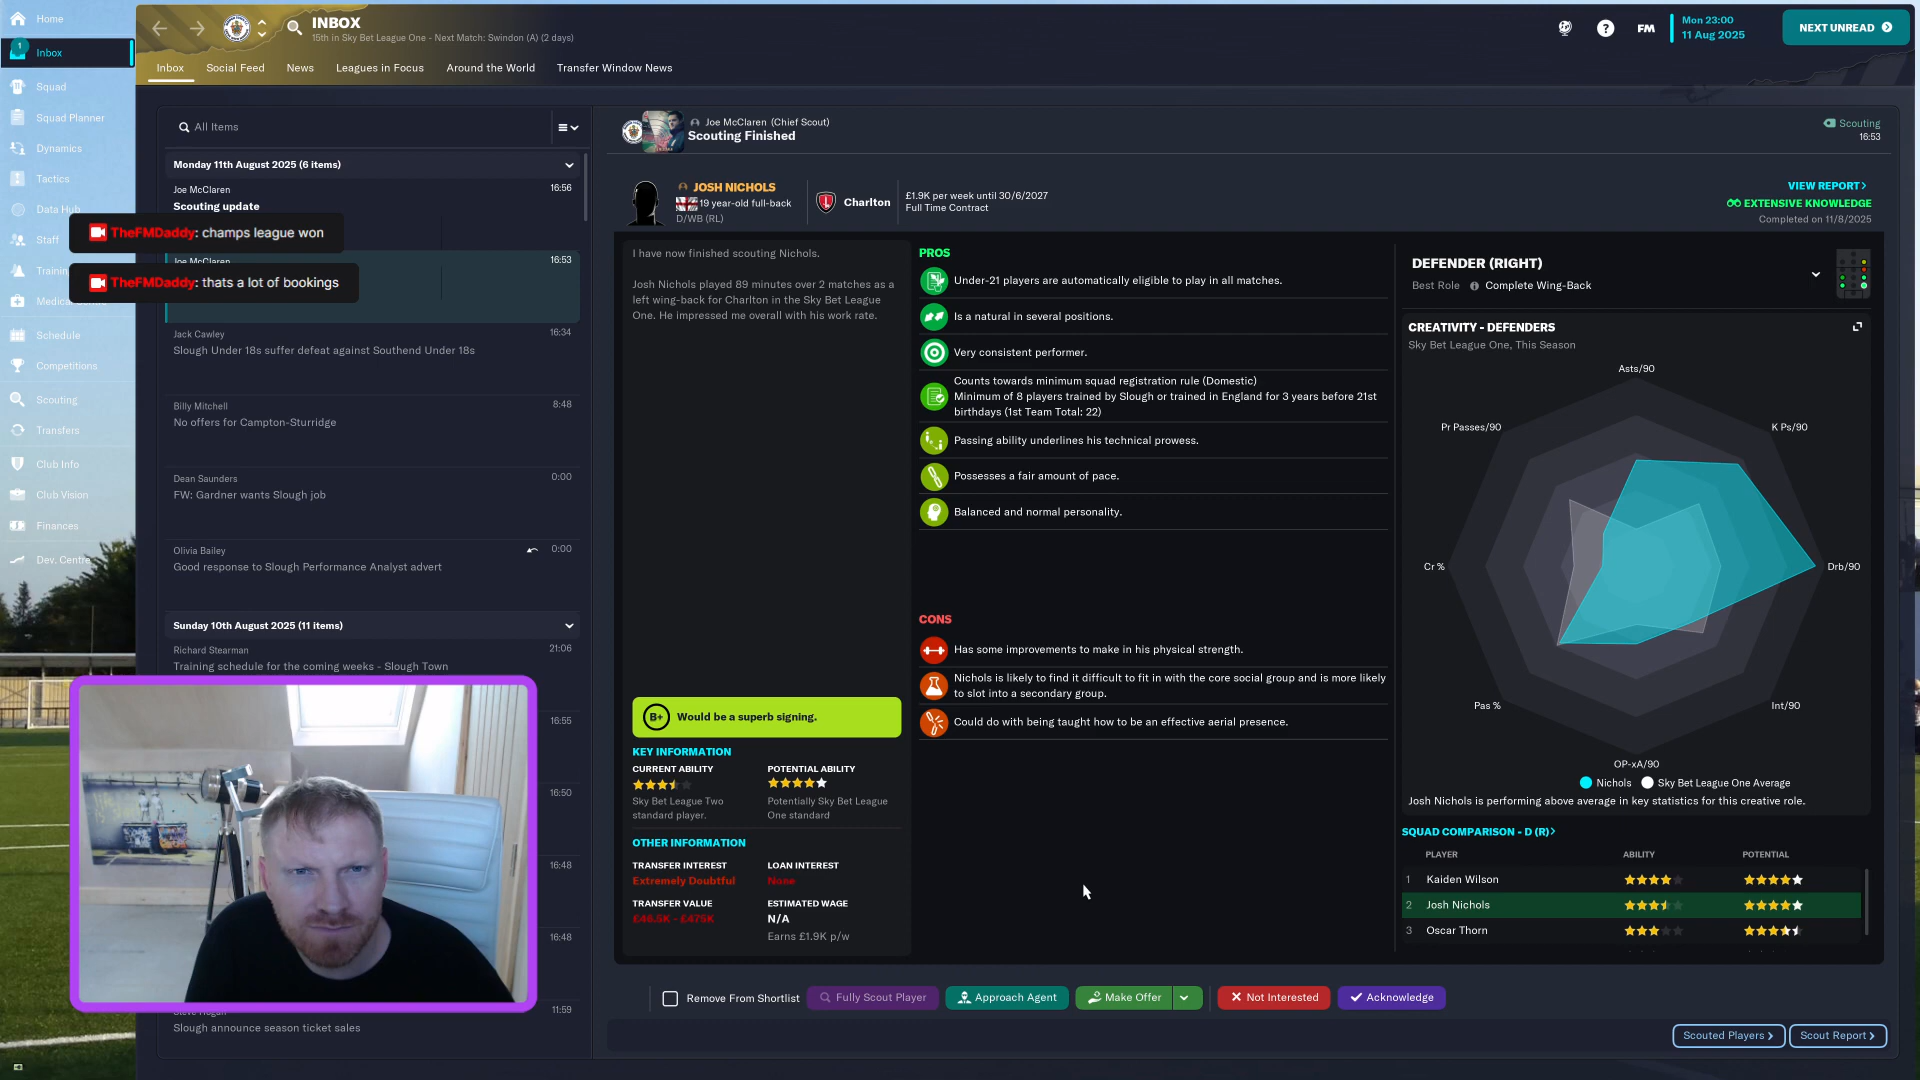 Home
INBOX
15th in Sky Bet League One - Next Match: Swindon (A) (2 days)
FM
Mon 23:00
11 Aug 2025
NEXT UNREAD
1
Inbox
Inbox
Social Feed
News
Leagues in Focus
Around the World
Transfer Window News
Squad
Squad Planner
Dynamics
Tactics
Data Hub
Staff
Schedule
Competitions
Scouting
Transfers
Club Info
Club Vision
Finances
Dev. Centre
All Items
Monday 11th August 2025 (6 items)
Joe McClaren
16:56
Scouting update
TheFMDaddy: champs league won
Joe McClaren
16:53
TheFMDaddy: thats a lot of bookings
Jack Cawley
16:34
Slough Under 18s suffer defeat against Southend Under 18s
Billy Mitchell
8:48
No offers for Campton-Sturridge
Dean Saunders
0:00
FW: Gardner wants Slough job
Olivia Bailey
0:00
Good response to Slough Performance Analyst advert
Sunday 10th August 2025 (11 items)
Richard Stearman
21:06
Training schedule for the coming weeks - Slough Town
16:55
16:50
16:48
16:48
11:59
Slough announce season ticket sales
Joe McClaren (Chief Scout)
Scouting Finished
Scouting
16:53
JOSH NICHOLS
19 year-old full-back
D/WB (RL)
Charlton
£1.9K per week until 30/6/2027
Full Time Contract
VIEW REPORT
EXTENSIVE KNOWLEDGE
Completed on 11/8/2025
I have now finished scouting Nichols.
Josh Nichols played 89 minutes over 2 matches as a
left wing-back for Charlton in the Sky Bet League
One. He impressed me overall with his work rate.
B+
Would be a superb signing.
KEY INFORMATION
CURRENT ABILITY
POTENTIAL ABILITY
Sky Bet League Two
standard player.
Potentially Sky Bet League
One standard
OTHER INFORMATION
TRANSFER INTEREST
LOAN INTEREST
Extremely Doubtful
None
TRANSFER VALUE
ESTIMATED WAGE
£48.5K - £475K
N/A
Earns £1.9K p/w
PROS
Under-21 players are automatically eligible to play in all matches.
Is a natural in several positions.
Very consistent performer.
Counts towards minimum squad registration rule (Domestic)
Minimum of 8 players trained by Slough or trained in England for 3 years before 21st
birthdays (1st Team Total: 22)
Passing ability underlines his technical prowess.
Possesses a fair amount of pace.
Balanced and normal personality.
CONS
Has some improvements to make in his physical strength.
Nichols is likely to find it difficult to fit in with the core social group and is more likely
to slot into a secondary group.
Could do with being taught how to be an effective aerial presence.
DEFENDER (RIGHT)
Best Role
Complete Wing-Back
CREATIVITY - DEFENDERS
Sky Bet League One, This Season
Asts/90
Pr Passes/90
K Ps/90
Cr %
Drb/90
Pas %
Int/90
OP-xA/90
Nichols
Sky Bet League One Average
Josh Nichols is performing above average in key statistics for this creative role.
SQUAD COMPARISON - D (R)
PLAYER
ABILITY
POTENTIAL
1 Kaiden Wilson
2 Josh Nichols
3 Oscar Thorn
Remove From Shortlist
Fully Scout Player
Approach Agent
Make Offer
Not Interested
Acknowledge
Scouted Players
Scout Report